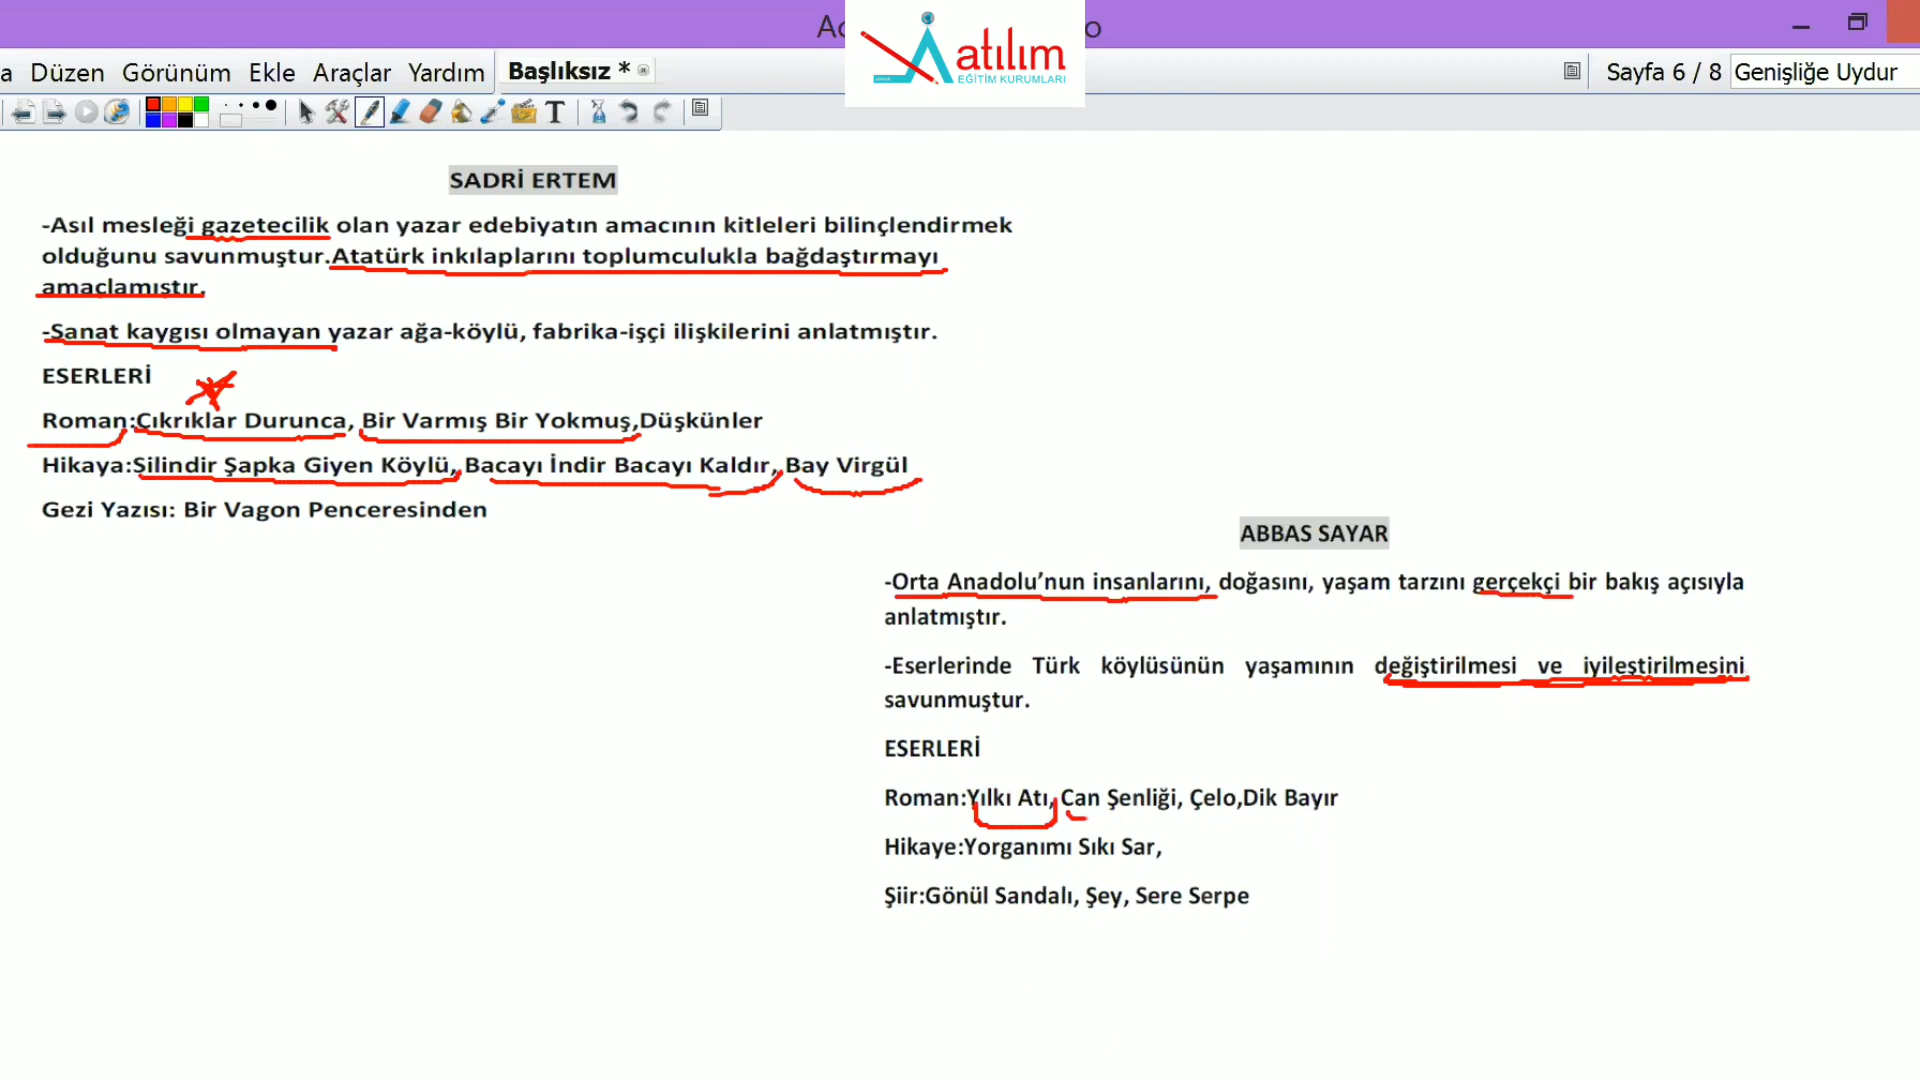 Ac
o
atılım
EĞİTİM KURUMLARI
a Düzen Görünüm Ekle Araçlar Yardım
Başlıksız *
Sayfa 6 / 8 Genişliğe Uydur
SADRİ ERTEM
-Asıl mesleği gazetecilik olan yazar edebiyatın amacının kitleleri bilinçlendirmek
olduğunu savunmuştur.Atatürk inkılaplarını toplumculukla bağdaştırmayı
amaçlamıştır.
-Sanat kaygısı olmayan yazar ağa-köylü, fabrika-işçi ilişkilerini anlatmıştır.
ESERLERİ
Roman:Çıkrıklar Durunca, Bir Varmış Bir Yokmuş,Düşkünler
Hikaya:Silindir Şapka Giyen Köylü, Bacayı İndir Bacayı Kaldır, Bay Virgül
Gezi Yazısı: Bir Vagon Penceresinden
ABBAS SAYAR
-Orta Anadolu’nun insanlarını, doğasını, yaşam tarzını gerçekçi bir bakış açısıyla
anlatmıştır.
-Eserlerinde Türk köylüsünün yaşamının değiştirilmesi ve iyileştirilmesini
savunmuştur.
ESERLERİ
Roman:Yılkı Atı, Can Şenliği, Çelo,Dik Bayır
Hikaye:Yorganımı Sıkı Sar,
Şiir:Gönül Sandalı, Şey, Sere Serpe